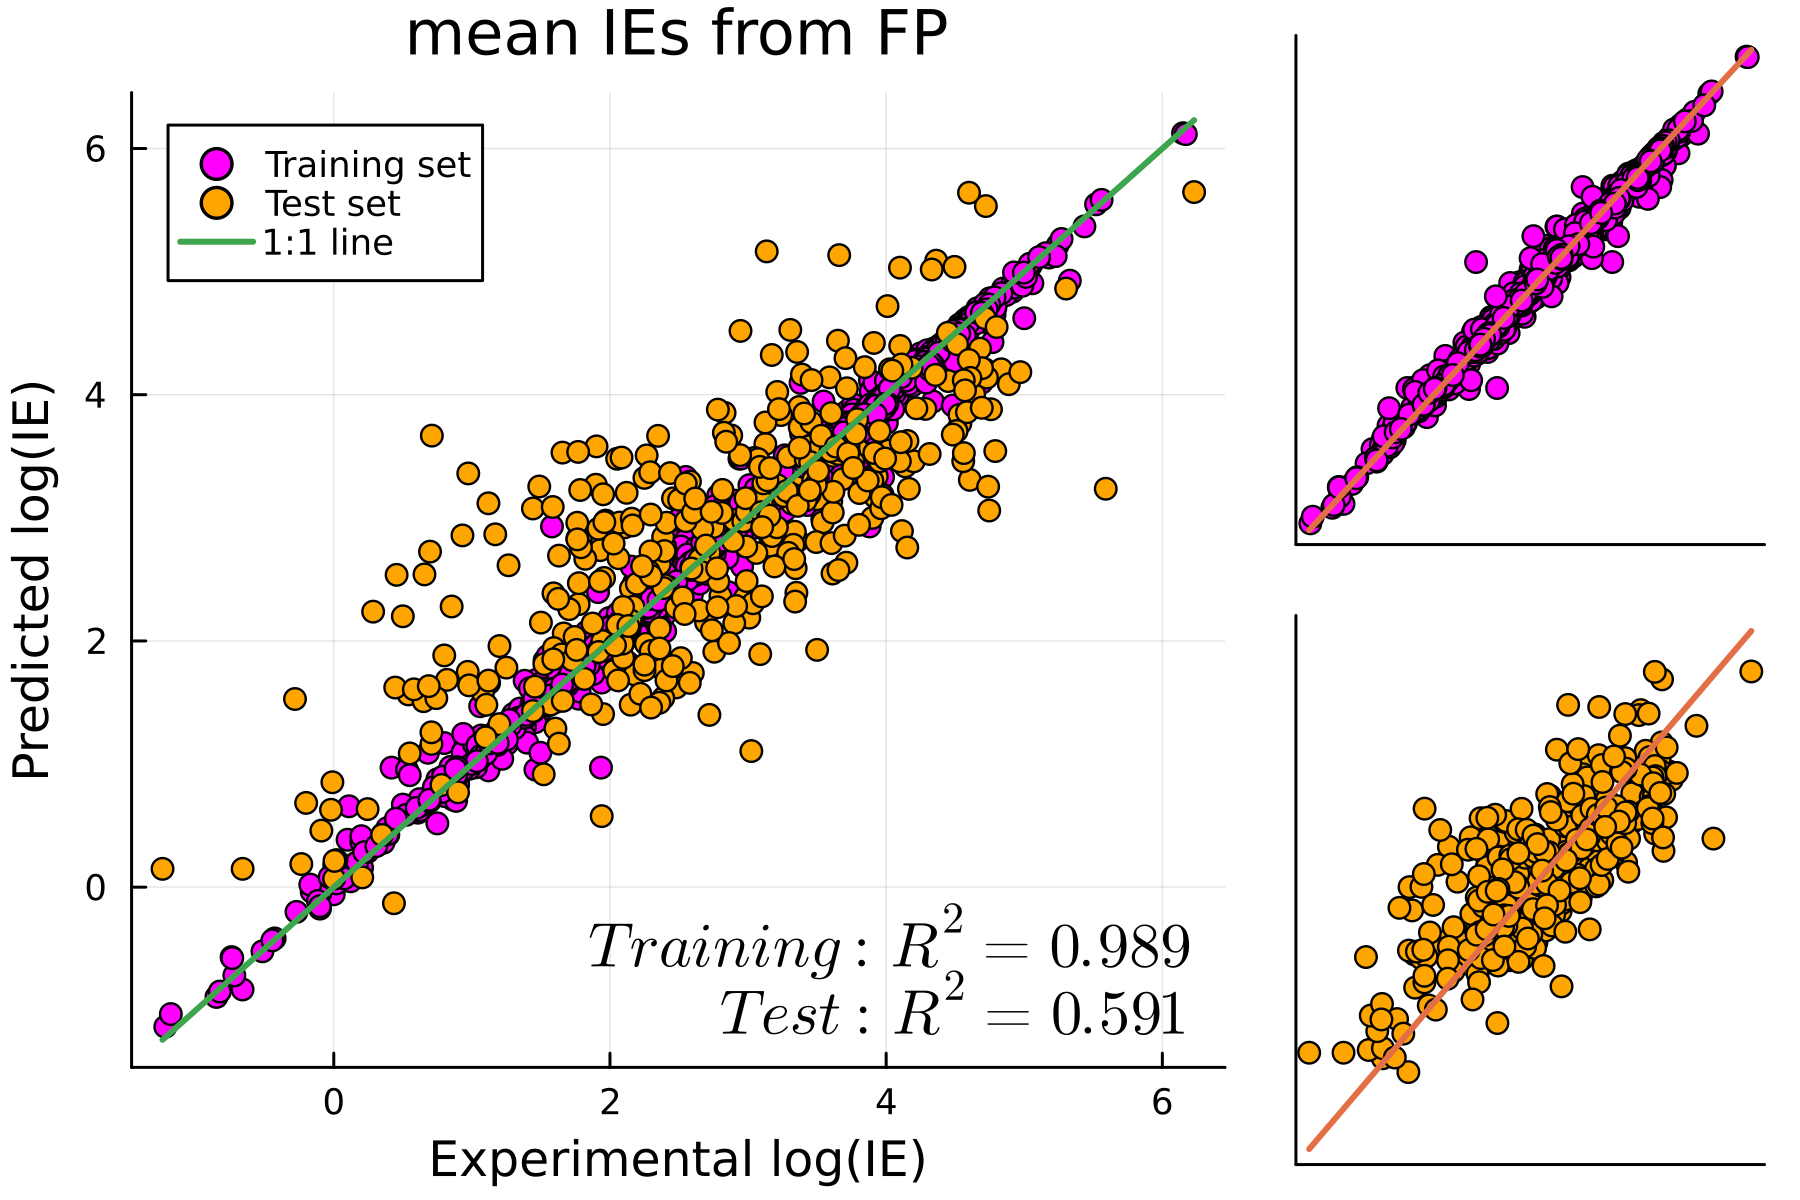 mean IEs from FP
Training set
Test set
1:1 line
6
4
2
0
Predicted log(IE)
Training: R² = 0.989
Test: R² = 0.591
0 2 4 6
Experimental log(IE)